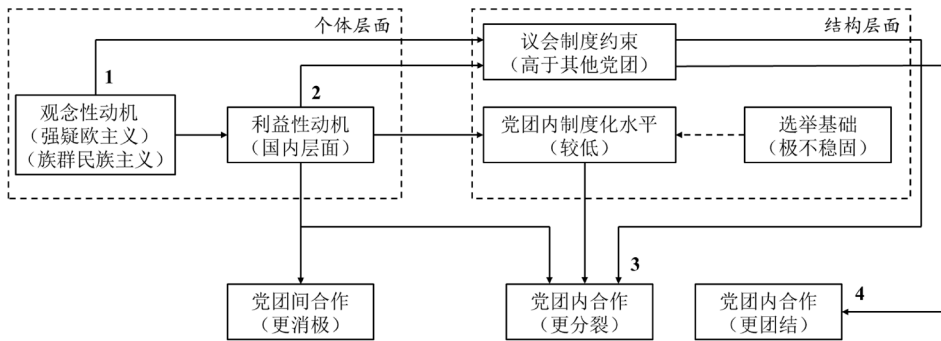 个体层面
结构层面
议会制度约束
（高于其他党团）
1
2
观念性动机
（强疑欧主义）
（族群民族主义）
利益性动机
（国内层面）
党团内制度化水平
（较低）
选举基础
（极不稳固）
3
4
党团间合作
（更消极）
党团内合作
（更分裂）
党团内合作
（更团结）